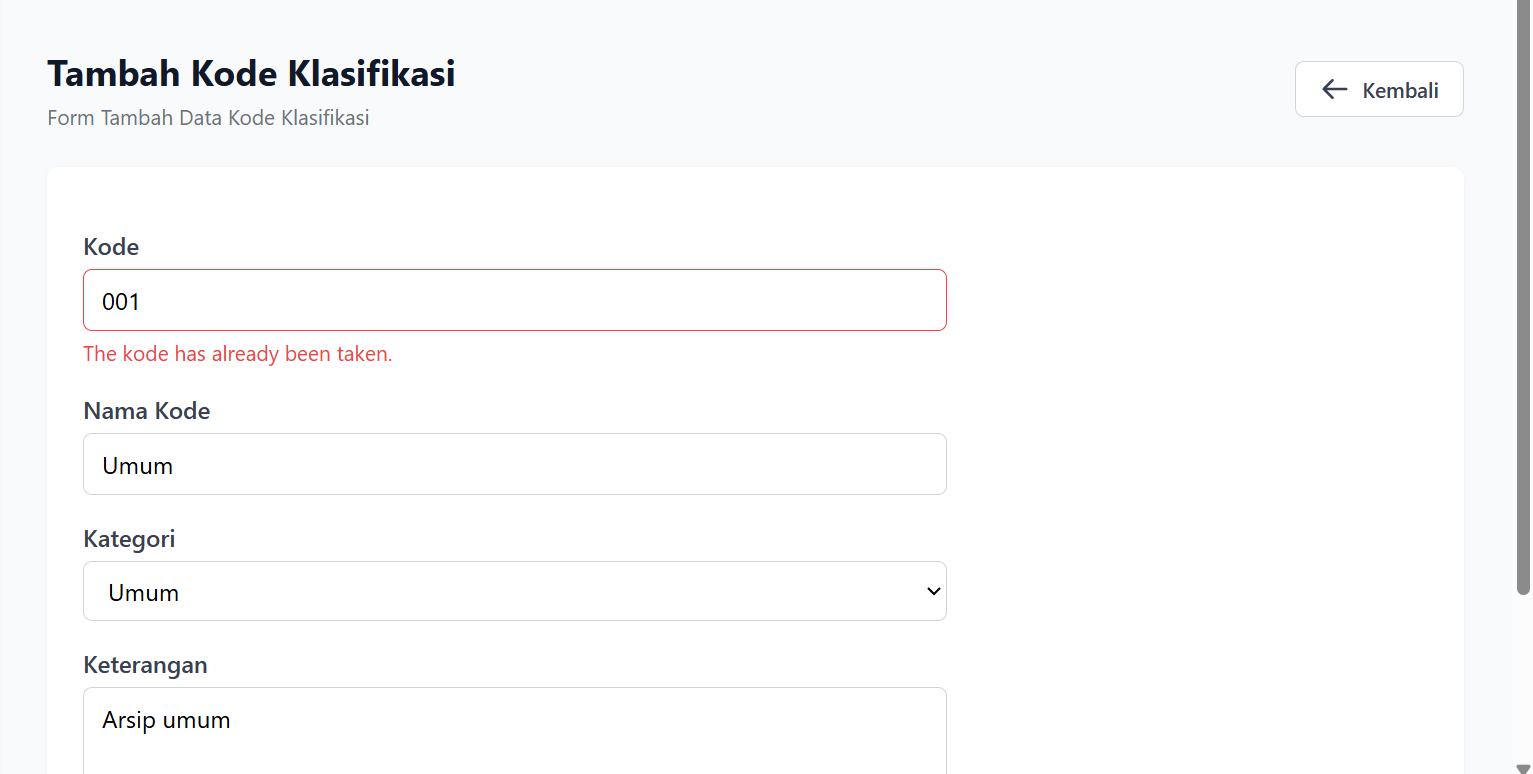 Tambah Kode Klasifikasi
Form Tambah Data Kode Klasifikasi
Kembali
Kode
001
The kode has already been taken.
Nama Kode
Umum
Kategori
Umum
Keterangan
Arsip umum